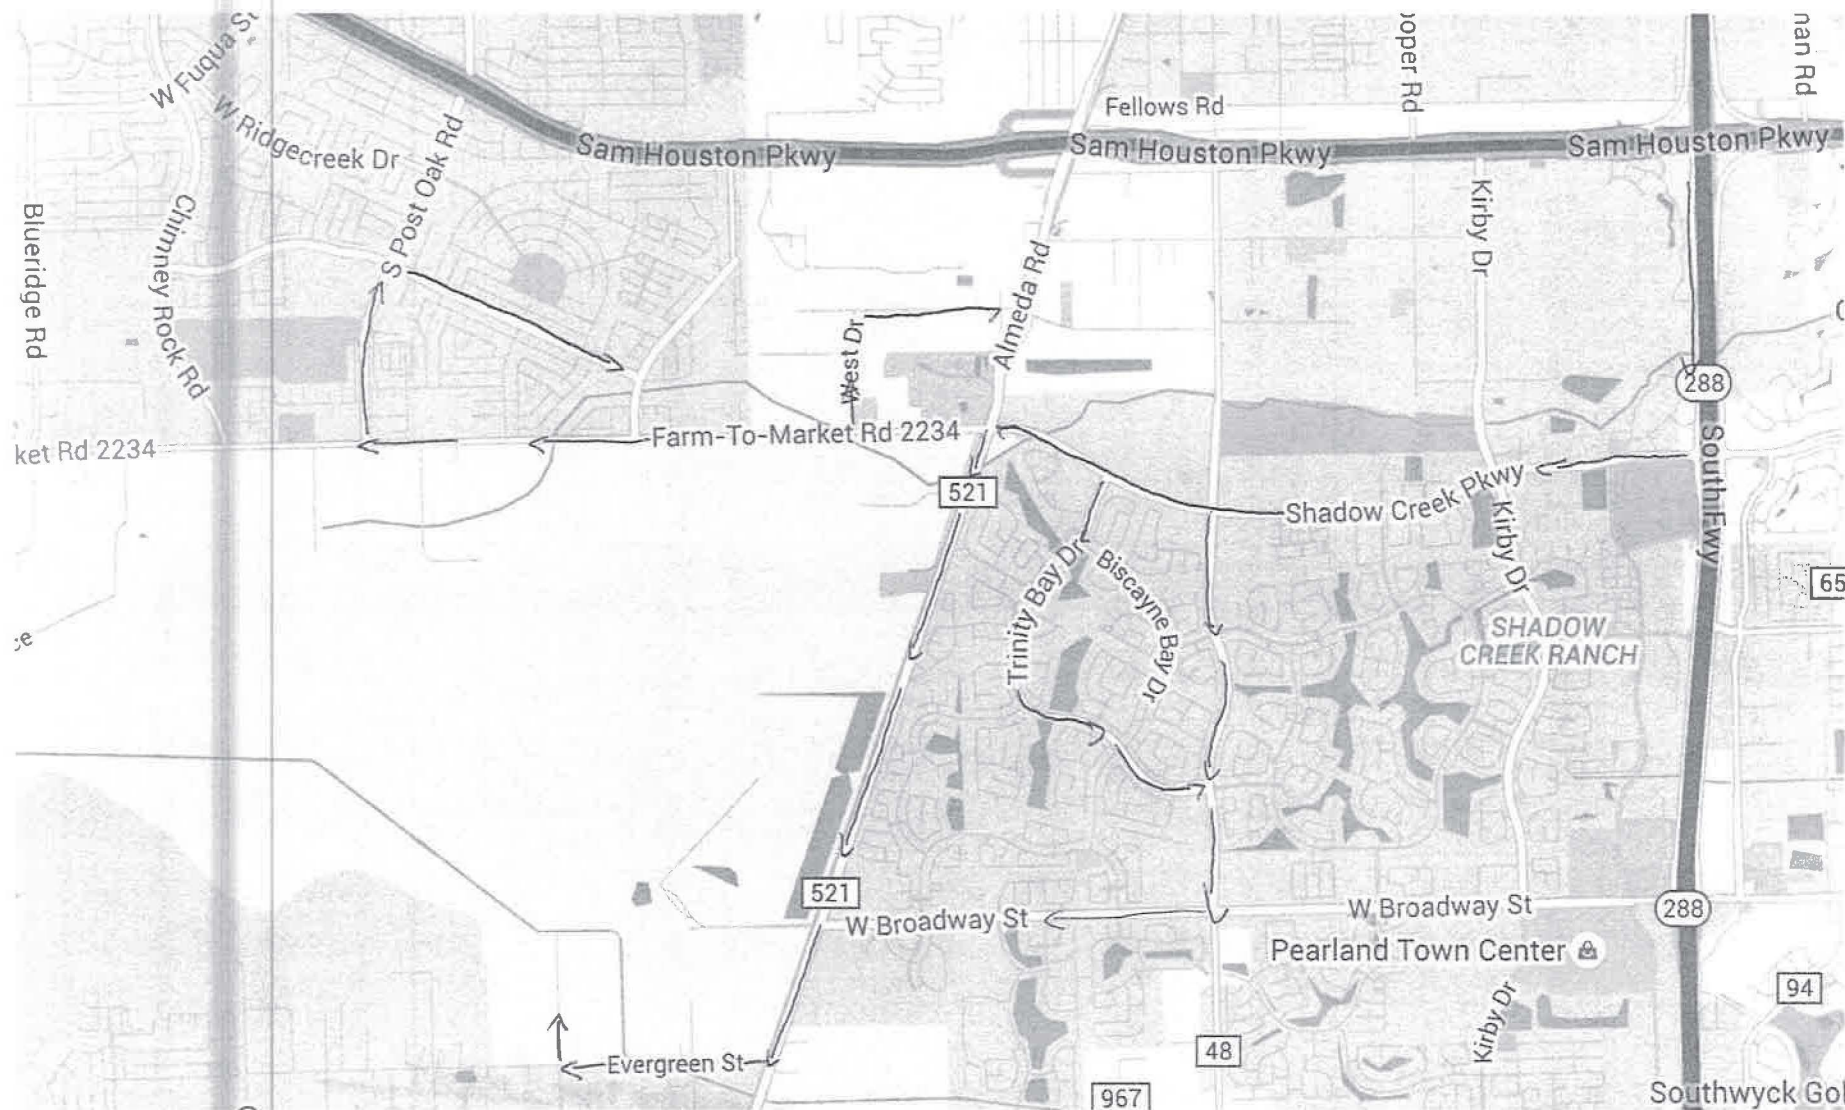 W Fuqua St
Fellows Rd
W Ridgecreek Dr
Sam Houston Pkwy
Sam Houston Pkwy
Sam Houston Pkwy
S Post Oak Rd
Chimney Rock Rd
Blueridge Rd
Kirby Dr
Almeda Rd
West Dr
288
Farm-To-Market Rd 2234
ket Rd 2234
521
Shadow Creek Pkwy
South Fwy
Kirby Dr
Trinity Bay Dr
Biscayne Bay Dr
65
SHADOW
CREEK RANCH
521
W Broadway St
W Broadway St
288
Pearland Town Center
94
Kirby Dr
48
Evergreen St
967
Southwyck Gol